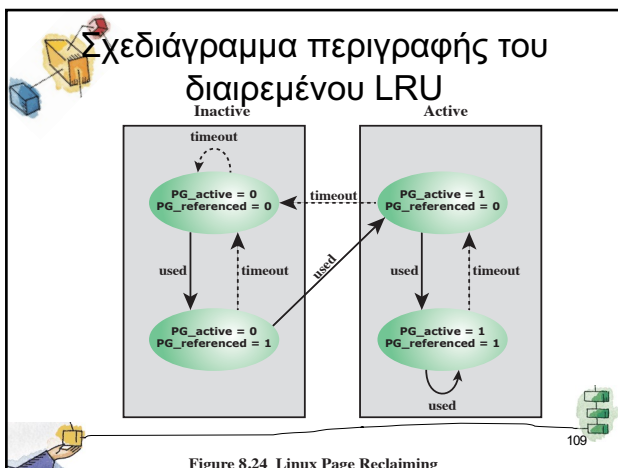 Σχεδιάγραμμα περιγραφής του
διαιρεμένου LRU
Inactive
Active
timeout
PG_active = 0
PG_referenced = 0
timeout
PG_active = 1
PG_referenced = 0
used
timeout
used
used
timeout
PG_active = 0
PG_referenced = 1
PG_active = 1
PG_referenced = 1
used
109
Figure 8.24 Linux Page Reclaiming